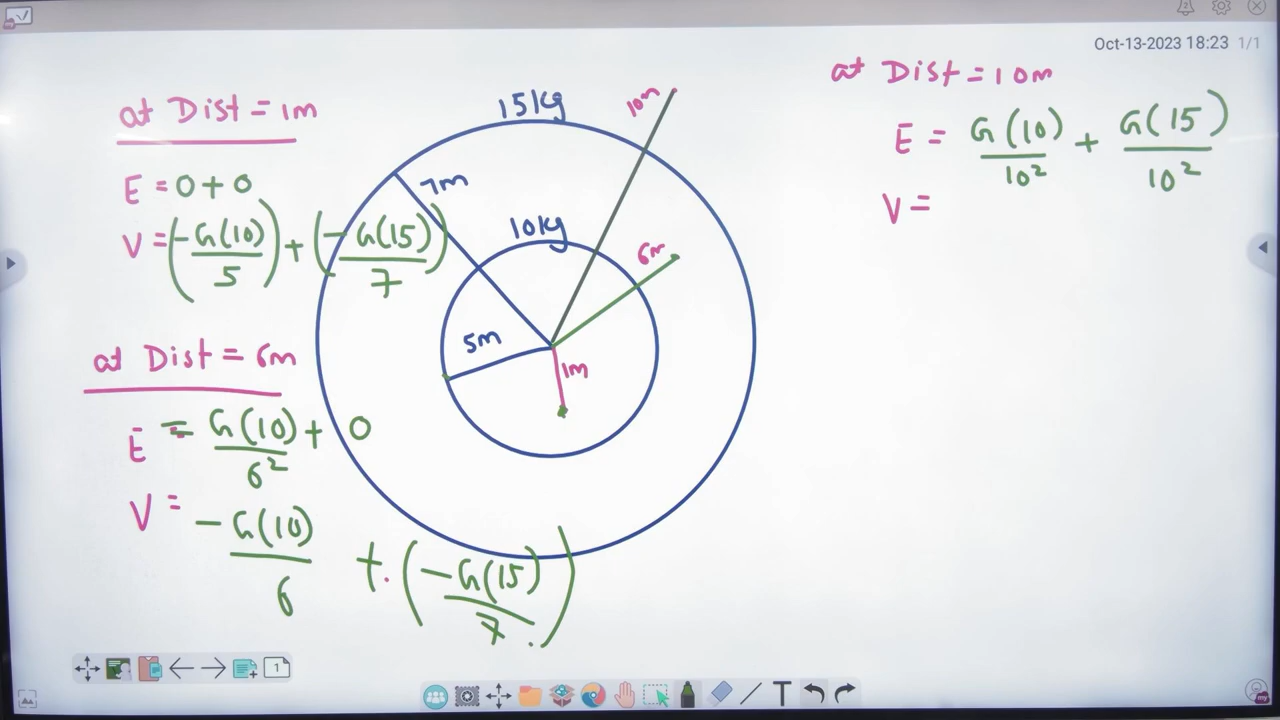 Oct-13-2023 18:23 1/1
at Dist = 1m
E = 0 + 0
V = (-G(10)/5) + (-G(15)/7)
at Dist = 6m
E = G(10)/6² + 0
V = -G(10)/6 + (-G(15)/7)
15kg
7m
10kg
5m
1m
6m
10m
at Dist = 10m
E = G(10)/10² + G(15)/10²
V =
1
T